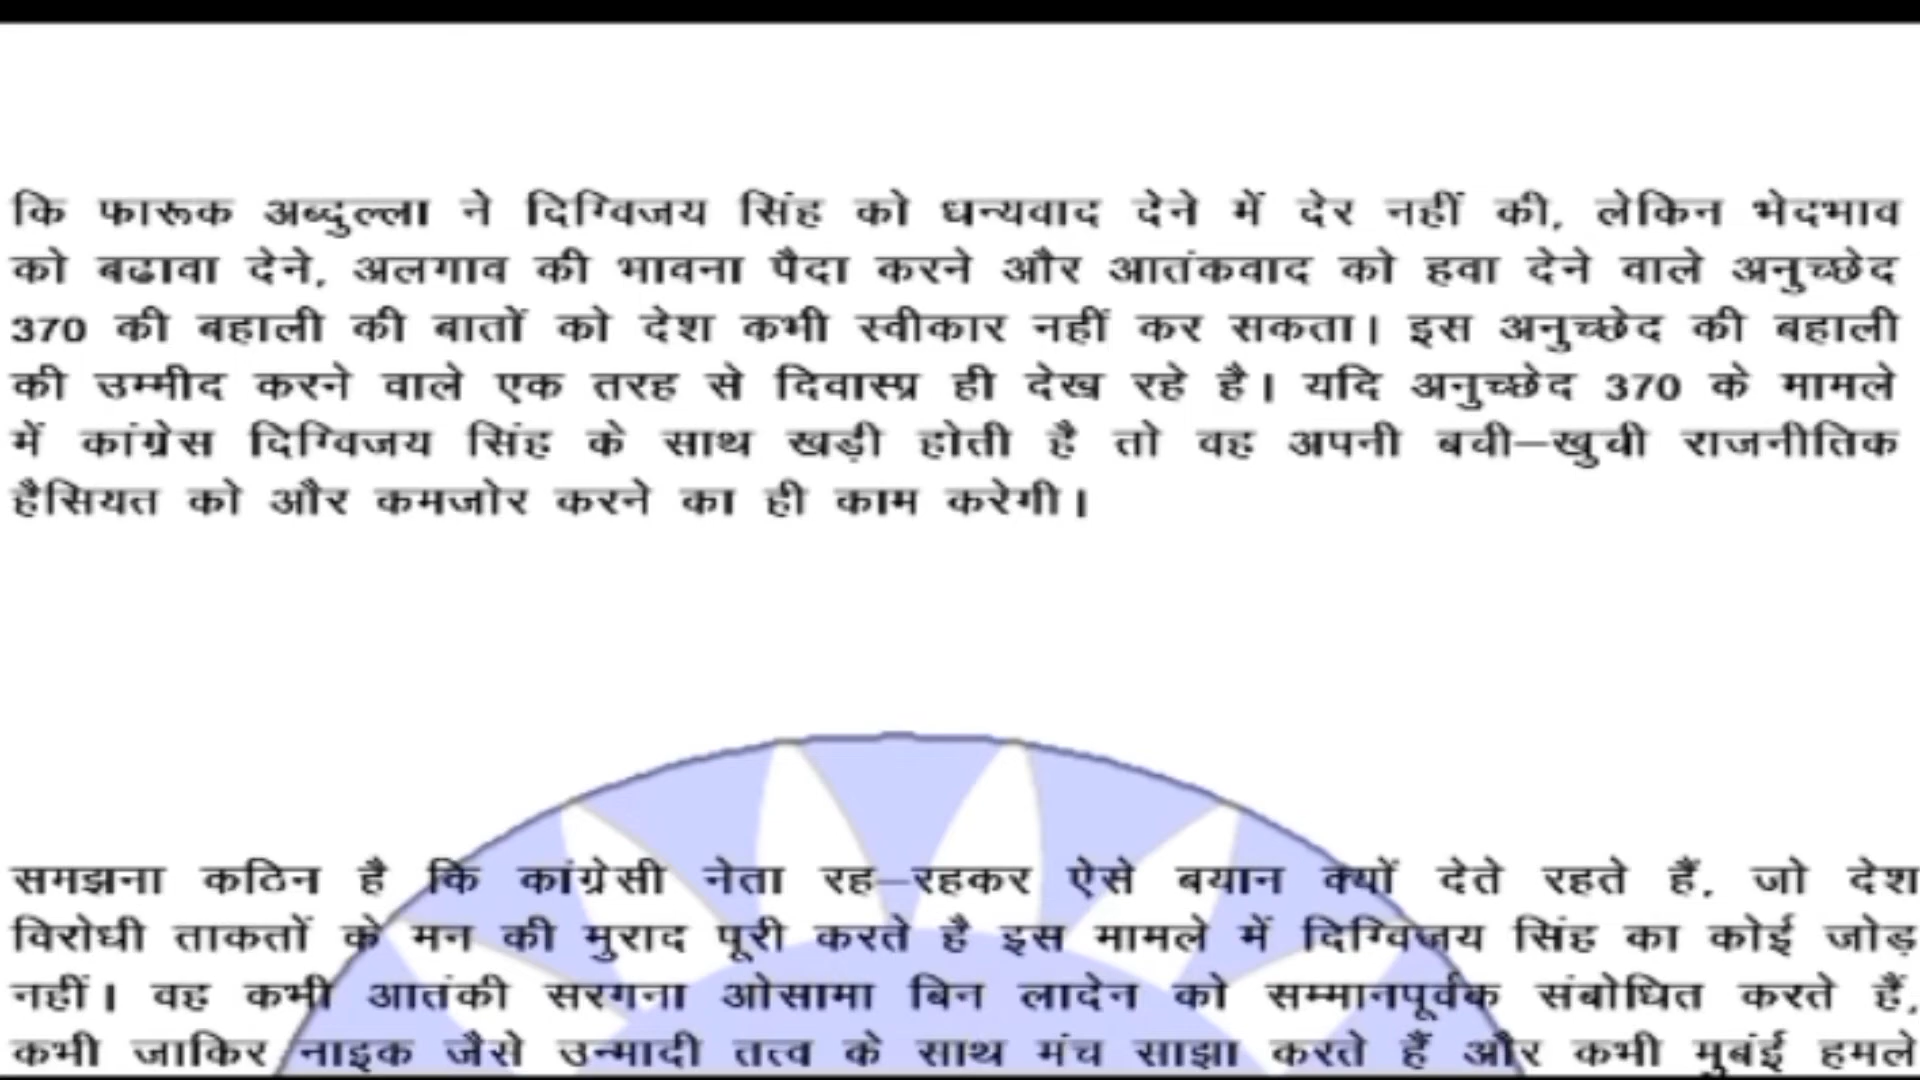 कि फारूक अब्दुल्ला ने दिग्विजय सिंह को धन्यवाद देने में देर नहीं की, लेकिन भेदभाव
को बढावा देने, अलगाव की भावना पैदा करने और आतंकवाद को हवा देने वाले अनुच्छेद
370 की बहाली की बातों को देश कभी स्वीकार नहीं कर सकता। इस अनुच्छेद की बहाली
की उम्मीद करने वाले एक तरह से दिवास्प्र ही देख रहे है। यदि अनुच्छेद 370 के मामले
में कांग्रेस दिग्विजय सिंह के साथ खड़ी होती है तो वह अपनी बची–खुची राजनीतिक
हैसियत को और कमजोर करने का ही काम करेगी।
समझना कठिन है कि कांग्रेसी नेता रह–रहकर ऐसे बयान क्यों देते रहते हैं, जो देश
विरोधी ताकतों के मन की मुराद पूरी करते है इस मामले में दिग्विजय सिंह का कोई जोड़
नहीं। वह कभी आतंकी सरगना ओसामा बिन लादेन को सम्मानपूर्वक संबोधित करते हैं,
कभी जाकिर नाइक जैसे उन्मादी तत्व के साथ मंच साझा करते हैं और कभी मुबंई हमले